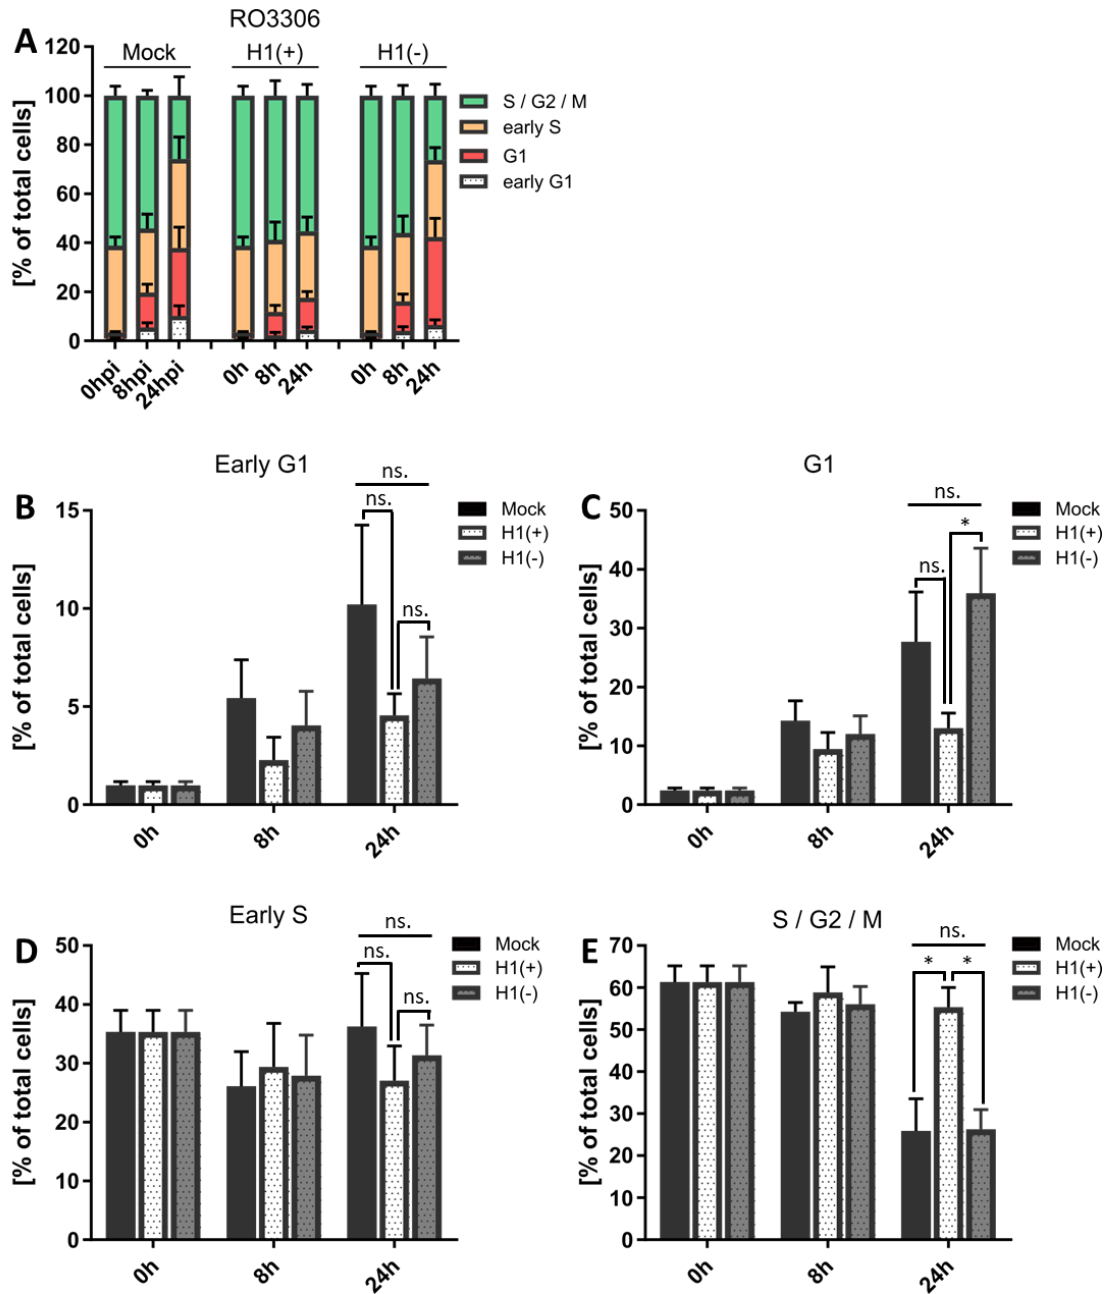 RO3306
A
Mock H1(+) H1(-)
[% of total cells]
120
100
80
60
40
20
0
0hpi 8hpi 24hpi 0h 8h 24h 0h 8h 24h
S / G2 / M
early S
G1
early G1
B
Early G1
[% of total cells]
15
10
5
0
0h 8h 24h
ns.
ns.
ns.
Mock
H1(+)
H1(-)
C
G1
[% of total cells]
50
40
30
20
10
0
0h 8h 24h
ns.
*
ns.
Mock
H1(+)
H1(-)
D
Early S
[% of total cells]
50
40
30
20
10
0
0h 8h 24h
ns.
ns.
ns.
Mock
H1(+)
H1(-)
E
S / G2 / M
[% of total cells]
70
60
50
40
30
20
10
0
0h 8h 24h
ns.
* *
Mock
H1(+)
H1(-)